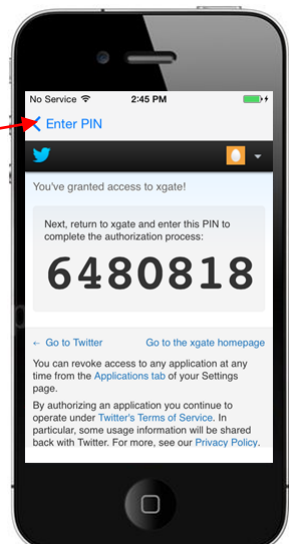 No Service 2:45 PM
Enter PIN
You've granted access to xgate!
Next, return to xgate and enter this PIN to
complete the authorization process:
6480818
← Go to Twitter Go to the xgate homepage
You can revoke access to any application at any
time from the Applications tab of your Settings
page.
By authorizing an application you continue to
operate under Twitter's Terms of Service. In
particular, some usage information will be shared
back with Twitter. For more, see our Privacy Policy.